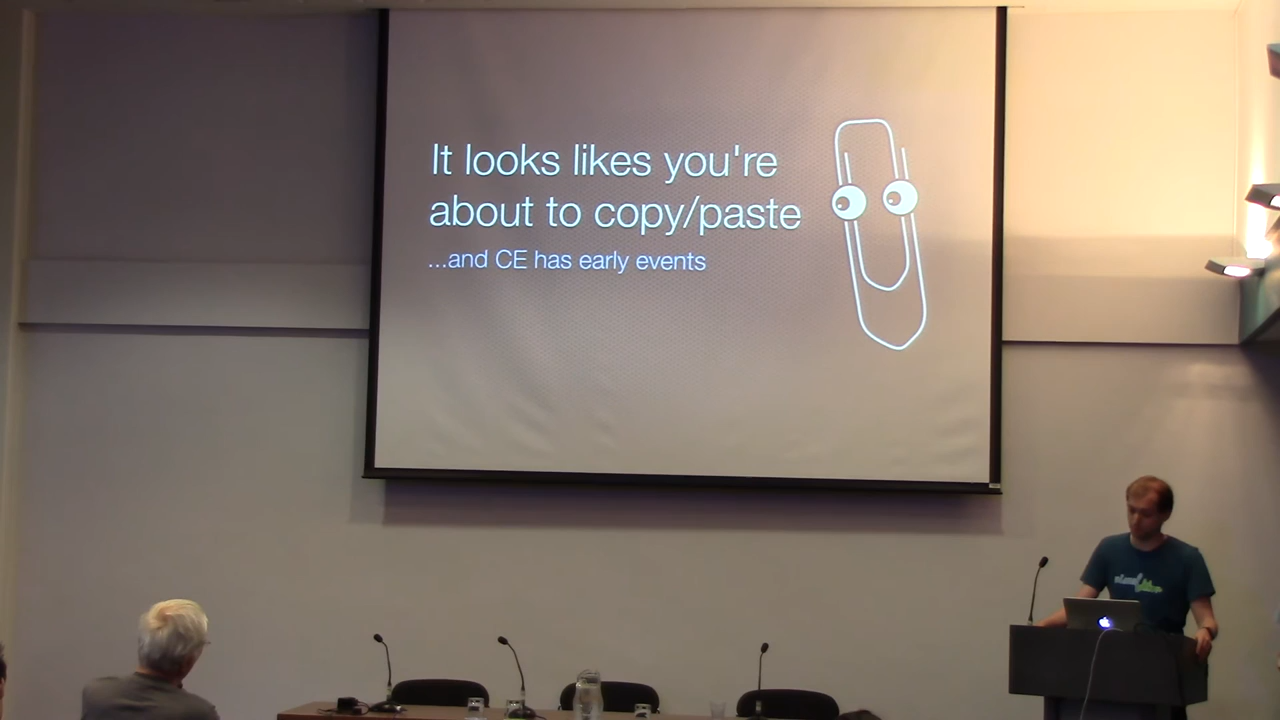 It looks likes you're
about to copy/paste
...and CE has early events